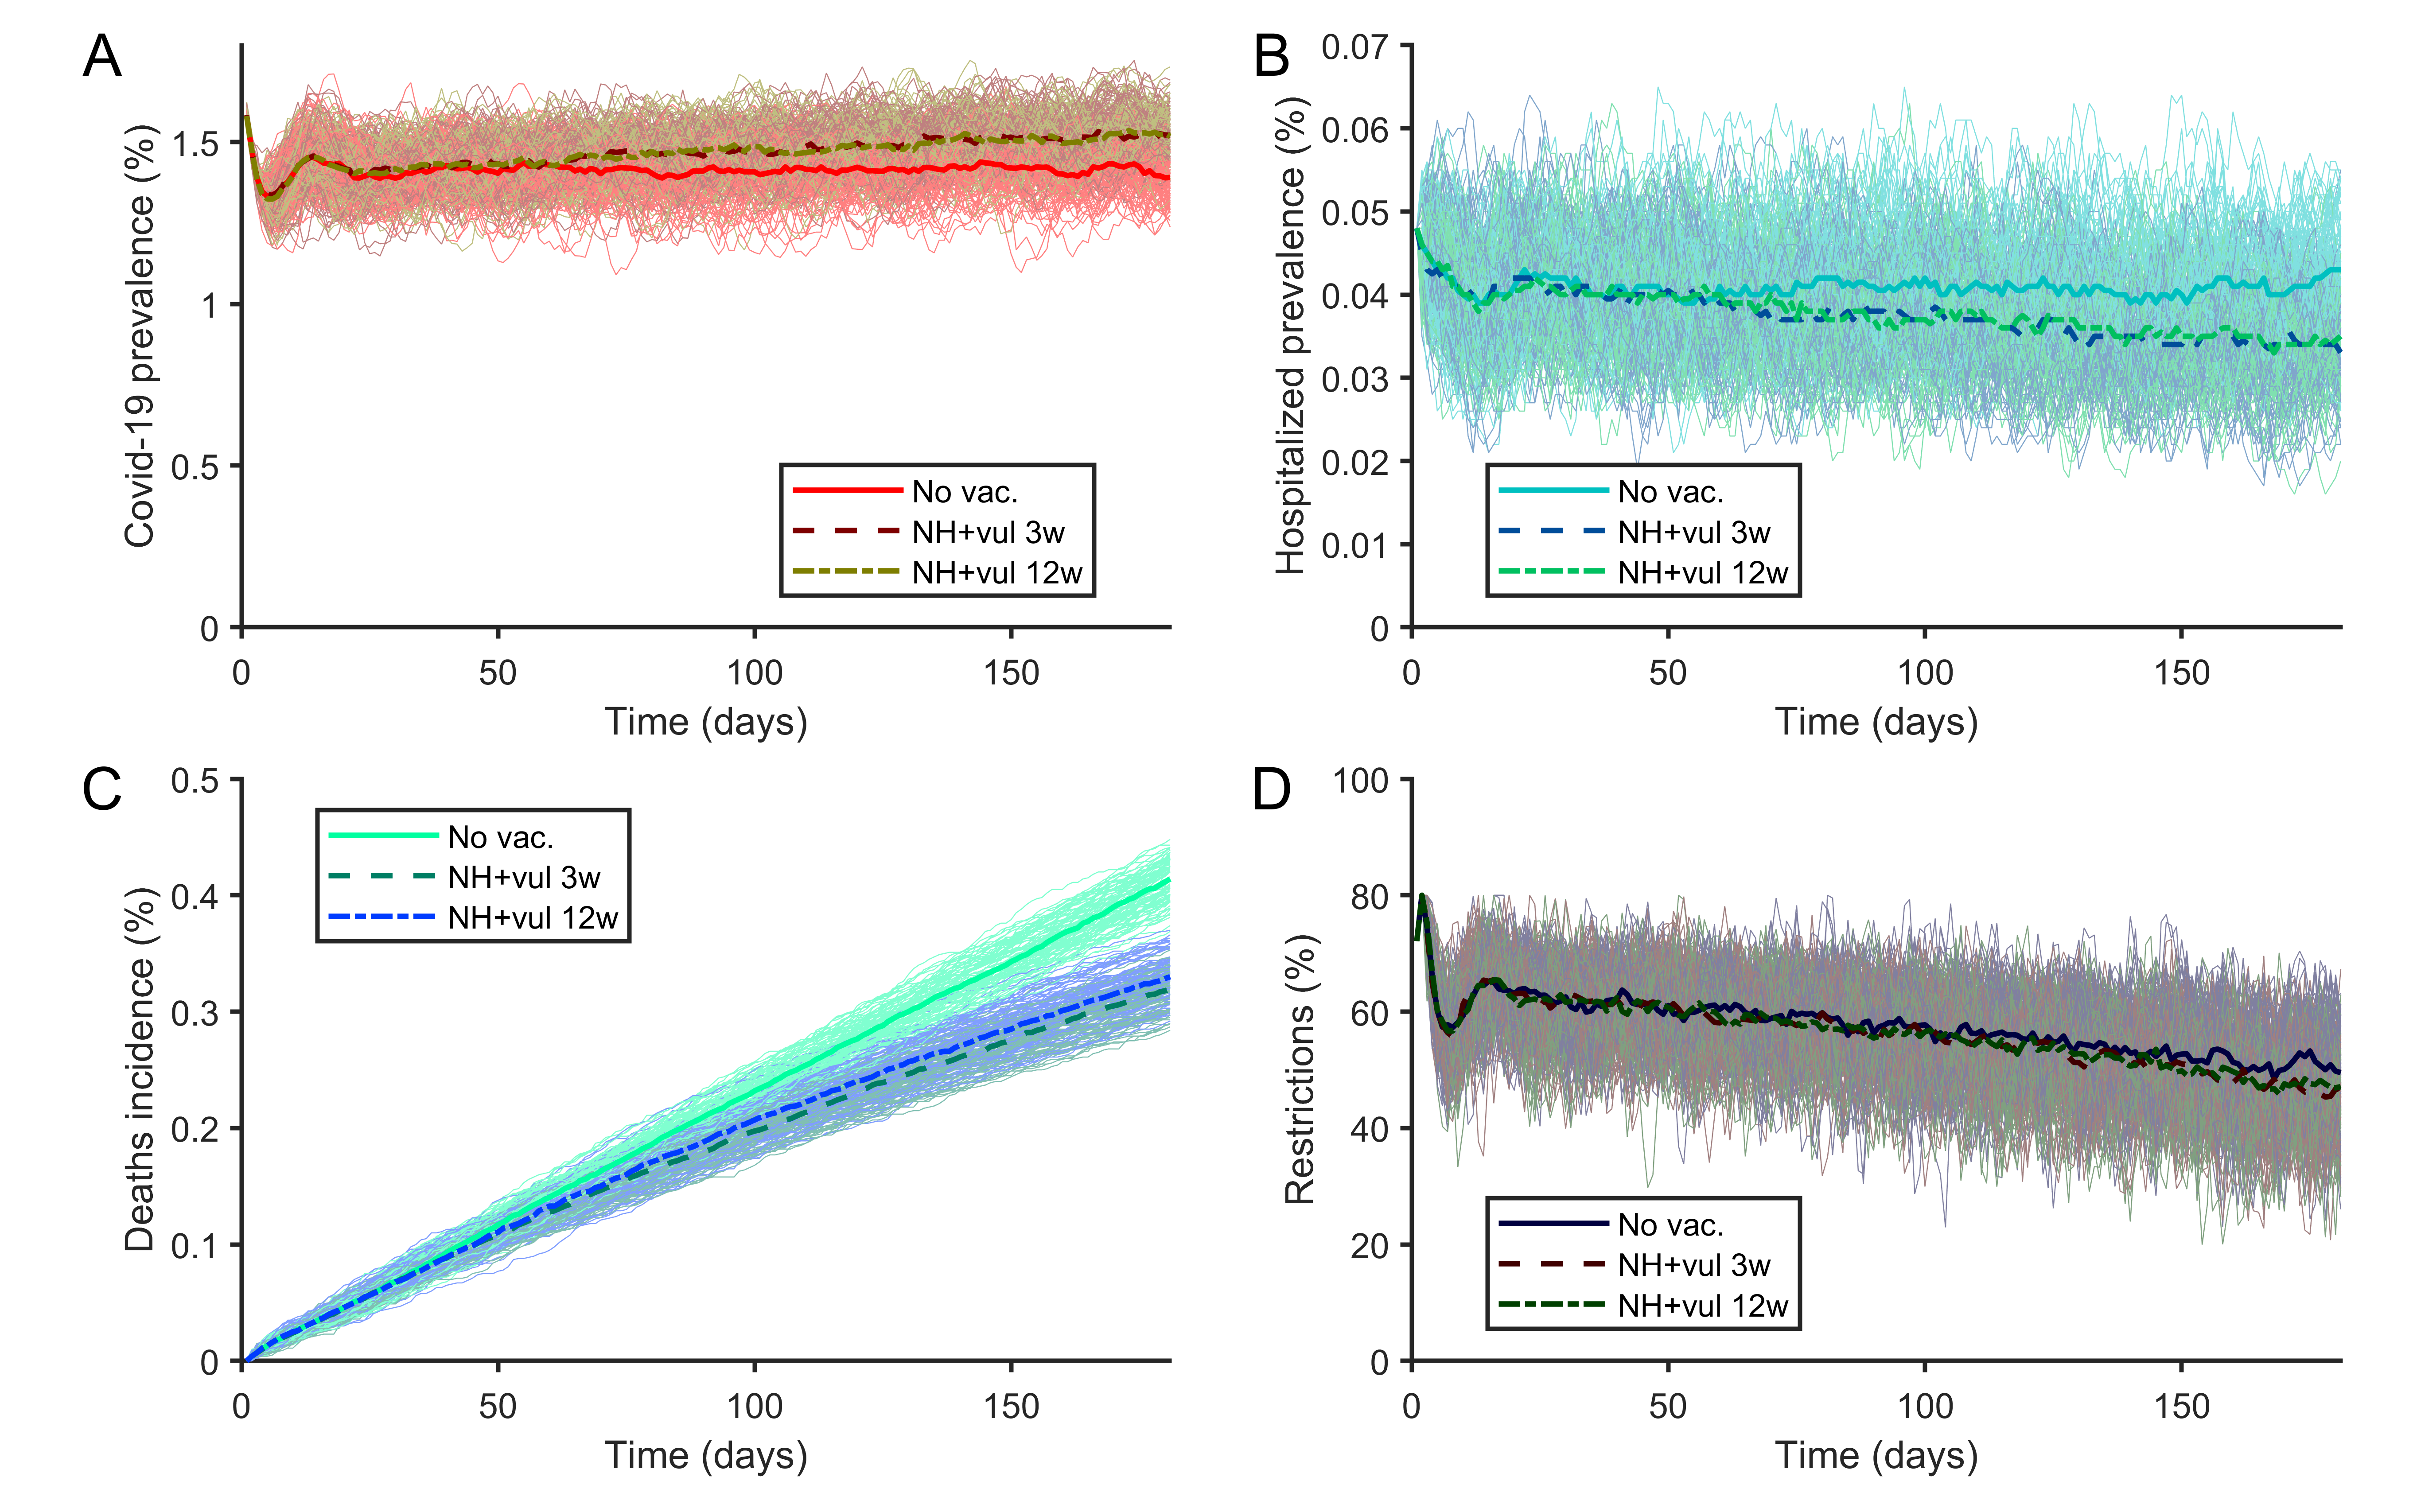 A
Covid-19 prevalence (%)
1.5
1
0.5
0
0 50 100 150
Time (days)
No vac.
NH+vul 3w
NH+vul 12w
B
Hospitalized prevalence (%)
0.07
0.06
0.05
0.04
0.03
0.02
0.01
0
0 50 100 150
Time (days)
No vac.
NH+vul 3w
NH+vul 12w
C
Deaths incidence (%)
0.5
0.4
0.3
0.2
0.1
0
0 50 100 150
Time (days)
No vac.
NH+vul 3w
NH+vul 12w
D
Restrictions (%)
100
80
60
40
20
0
0 50 100 150
Time (days)
No vac.
NH+vul 3w
NH+vul 12w